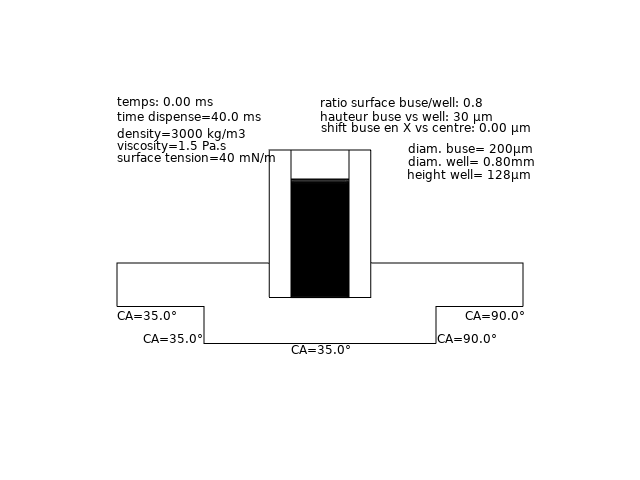 temps: 0.00 ms
time dispense=40.0 ms
density=3000 kg/m3
viscosity=1.5 Pa.s
surface tension=40 mN/m
ratio surface buse/well: 0.8
hauteur buse vs well: 30 µm
shift buse en X vs centre: 0.00 µm
diam. buse= 200µm
diam. well= 0.80mm
height well= 128µm
CA=35.0°
CA=90.0°
CA=35.0°
CA=90.0°
CA=35.0°